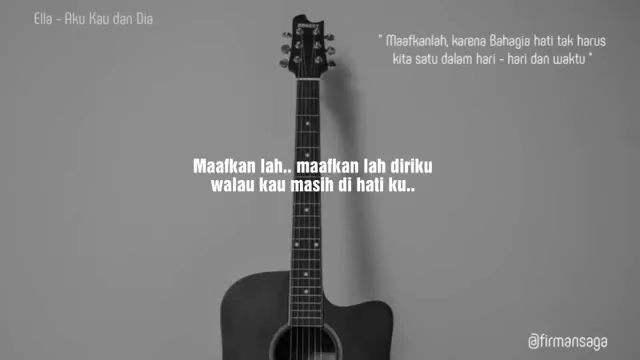 Ella - Aku Kau dan Dia
" Maafkanlah, karena Bahagia hati tak harus
kita satu dalam hari - hari dan waktu "
Maafkan lah.. maafkan lah diriku
walau kau masih di hati ku..
@firmansaga